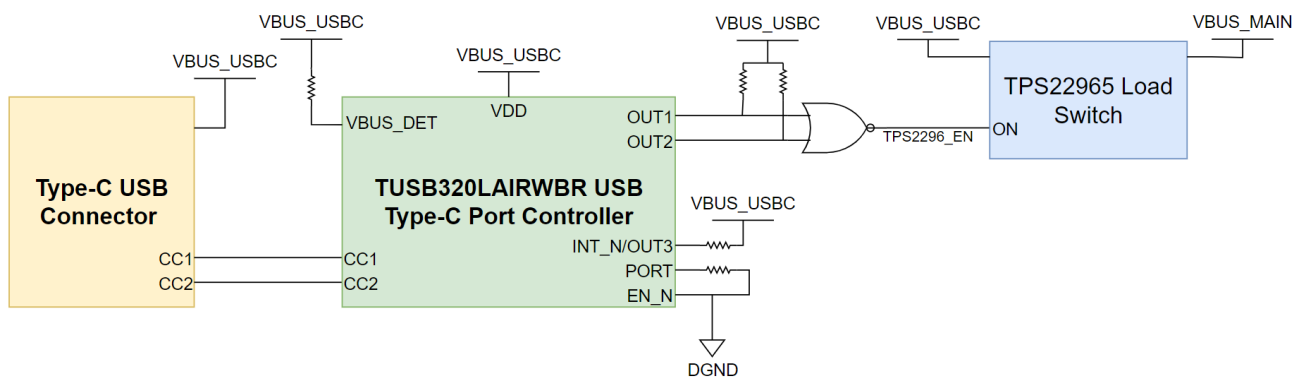 VBUS_USBC
VBUS_USBC
VBUS_USBC
VBUS_USBC
VBUS_USBC
VBUS_MAIN
VDD
VBUS_DET
OUT1
OUT2
TPS2296_EN
ON
TPS22965 Load
Switch
Type-C USB
Connector
TUSB320LAIRWBR USB
Type-C Port Controller
VBUS_USBC
INT_N/OUT3
PORT
EN_N
CC1
CC2
CC1
CC2
DGND